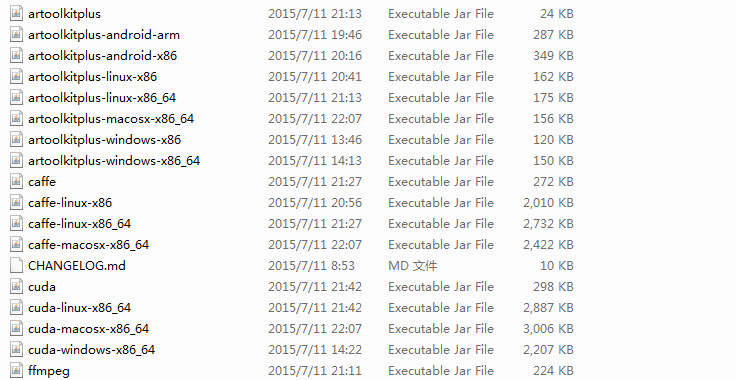 artoolkitplus 2015/7/11 21:13 Executable Jar File 24 KB
artoolkitplus-android-arm 2015/7/11 19:46 Executable Jar File 287 KB
artoolkitplus-android-x86 2015/7/11 20:16 Executable Jar File 349 KB
artoolkitplus-linux-x86 2015/7/11 20:41 Executable Jar File 162 KB
artoolkitplus-linux-x86_64 2015/7/11 21:13 Executable Jar File 175 KB
artoolkitplus-macosx-x86_64 2015/7/11 22:07 Executable Jar File 156 KB
artoolkitplus-windows-x86 2015/7/11 13:46 Executable Jar File 120 KB
artoolkitplus-windows-x86_64 2015/7/11 14:13 Executable Jar File 150 KB
caffe 2015/7/11 21:27 Executable Jar File 272 KB
caffe-linux-x86 2015/7/11 20:56 Executable Jar File 2,010 KB
caffe-linux-x86_64 2015/7/11 21:27 Executable Jar File 2,732 KB
caffe-macosx-x86_64 2015/7/11 22:07 Executable Jar File 2,422 KB
CHANGELOG.md 2015/7/11 8:53 MD 文件 10 KB
cuda 2015/7/11 21:42 Executable Jar File 298 KB
cuda-linux-x86_64 2015/7/11 21:42 Executable Jar File 2,887 KB
cuda-macosx-x86_64 2015/7/11 22:07 Executable Jar File 3,006 KB
cuda-windows-x86_64 2015/7/11 14:22 Executable Jar File 2,207 KB
ffmpeg 2015/7/11 21:11 Executable Jar File 224 KB